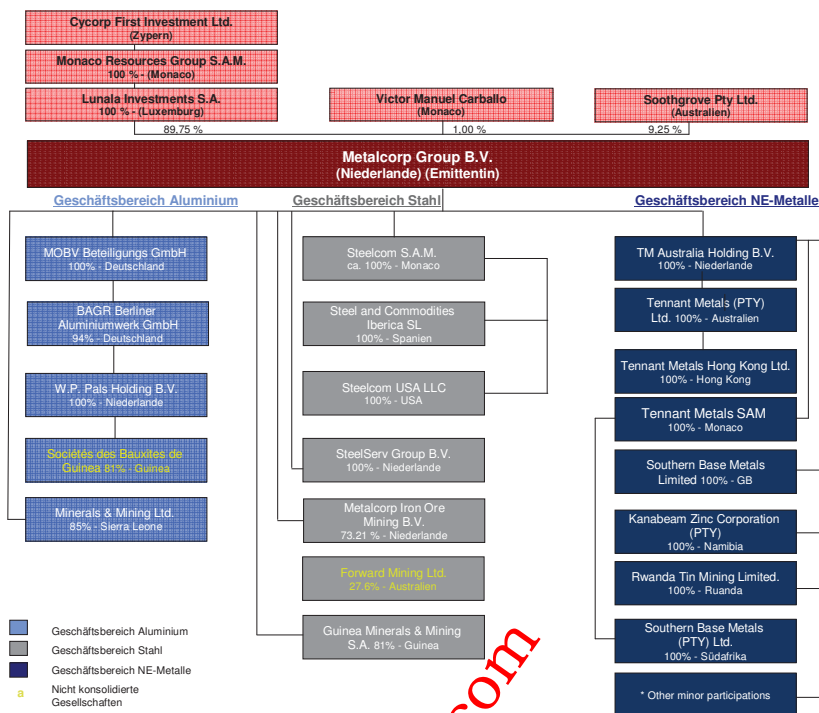 Cycorp First Investment Ltd.
(Zypern)
Monaco Resources Group S.A.M.
100 % - (Monaco)
Lunala Investments S.A.
100 % - (Luxemburg)
Victor Manuel Carballo
(Monaco)
Soothgrove Pty Ltd.
(Australien)
89,75 %
1,00 %
9,25 %
Metalcorp Group B.V.
(Niederlande) (Emittentin)
Geschäftsbereich Aluminium
Geschäftsbereich Stahl
Geschäftsbereich NE-Metalle
MOBV Beteiligungs GmbH
100% - Deutschland
BAGR Berliner
Aluminiumwerk GmbH
94% - Deutschland
W.P. Pals Holding B.V.
100% - Niederlande
Sociétés des Bauxites de
Guinea 81% - Guinea
Minerals & Mining Ltd.
85% - Sierra Leone
Steelcom S.A.M.
ca. 100% - Monaco
Steel and Commodities
Iberica SL
100% - Spanien
Steelcom USA LLC
100% - USA
SteelServ Group B.V.
100% - Niederlande
Metalcorp Iron Ore
Mining B.V.
73.21 % - Niederlande
Forward Mining Ltd.
27.6% - Australien
Guinea Minerals & Mining
S.A. 81% - Guinea
TM Australia Holding B.V.
100% - Niederlande
Tennant Metals (PTY)
Ltd. 100% - Australien
Tennant Metals Hong Kong Ltd.
100% - Hong Kong
Tennant Metals SAM
100% - Monaco
Southern Base Metals
Limited 100% - GB
Kanabeam Zinc Corporation
(PTY)
100% - Namibia
Rwanda Tin Mining Limited.
100% - Ruanda
Southern Base Metals
(PTY) Ltd.
100% - Südafrika
* Other minor participations
Geschäftsbereich Aluminium
Geschäftsbereich Stahl
Geschäftsbereich NE-Metalle
a Nicht konsolidierte
Gesellschaften
com